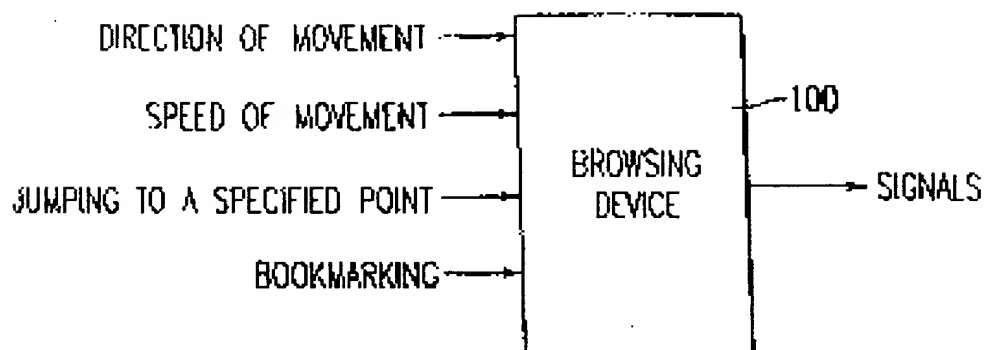 DIRECTION OF MOVEMENT
SPEED OF MOVEMENT
JUMPING TO A SPECIFIED POINT
BOOKMARKING
BROWSING
DEVICE
100
SIGNALS